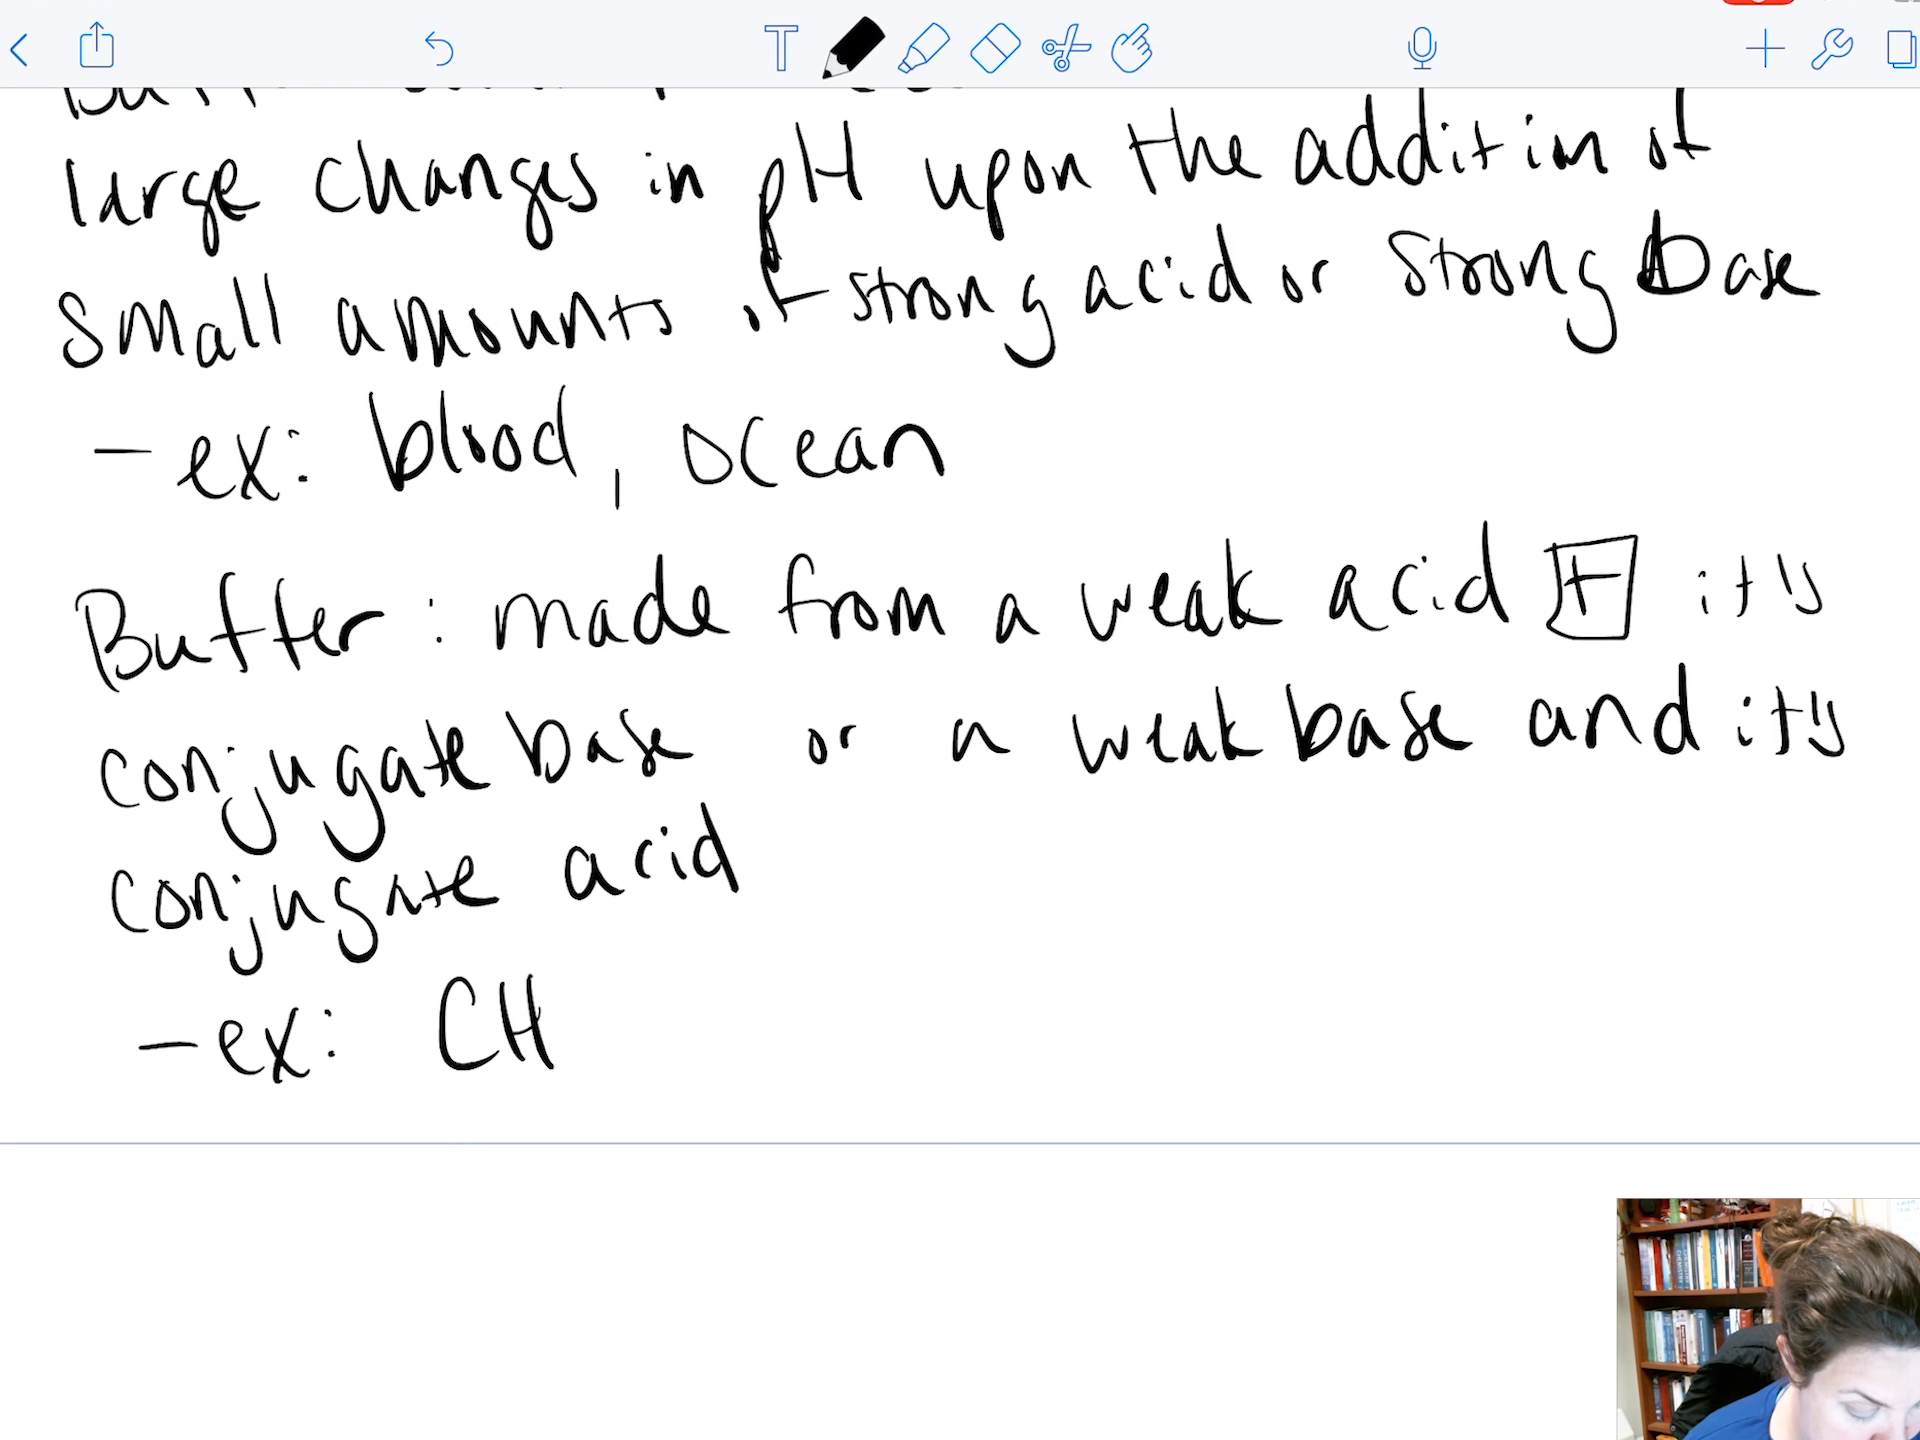 large changes in pH upon the addition of
small amounts of strong acid or strong base
- ex: blood, ocean
Buffer: made from a weak acid + it's
conjugate base or a weak base and it's
conjugate acid
- ex: CH